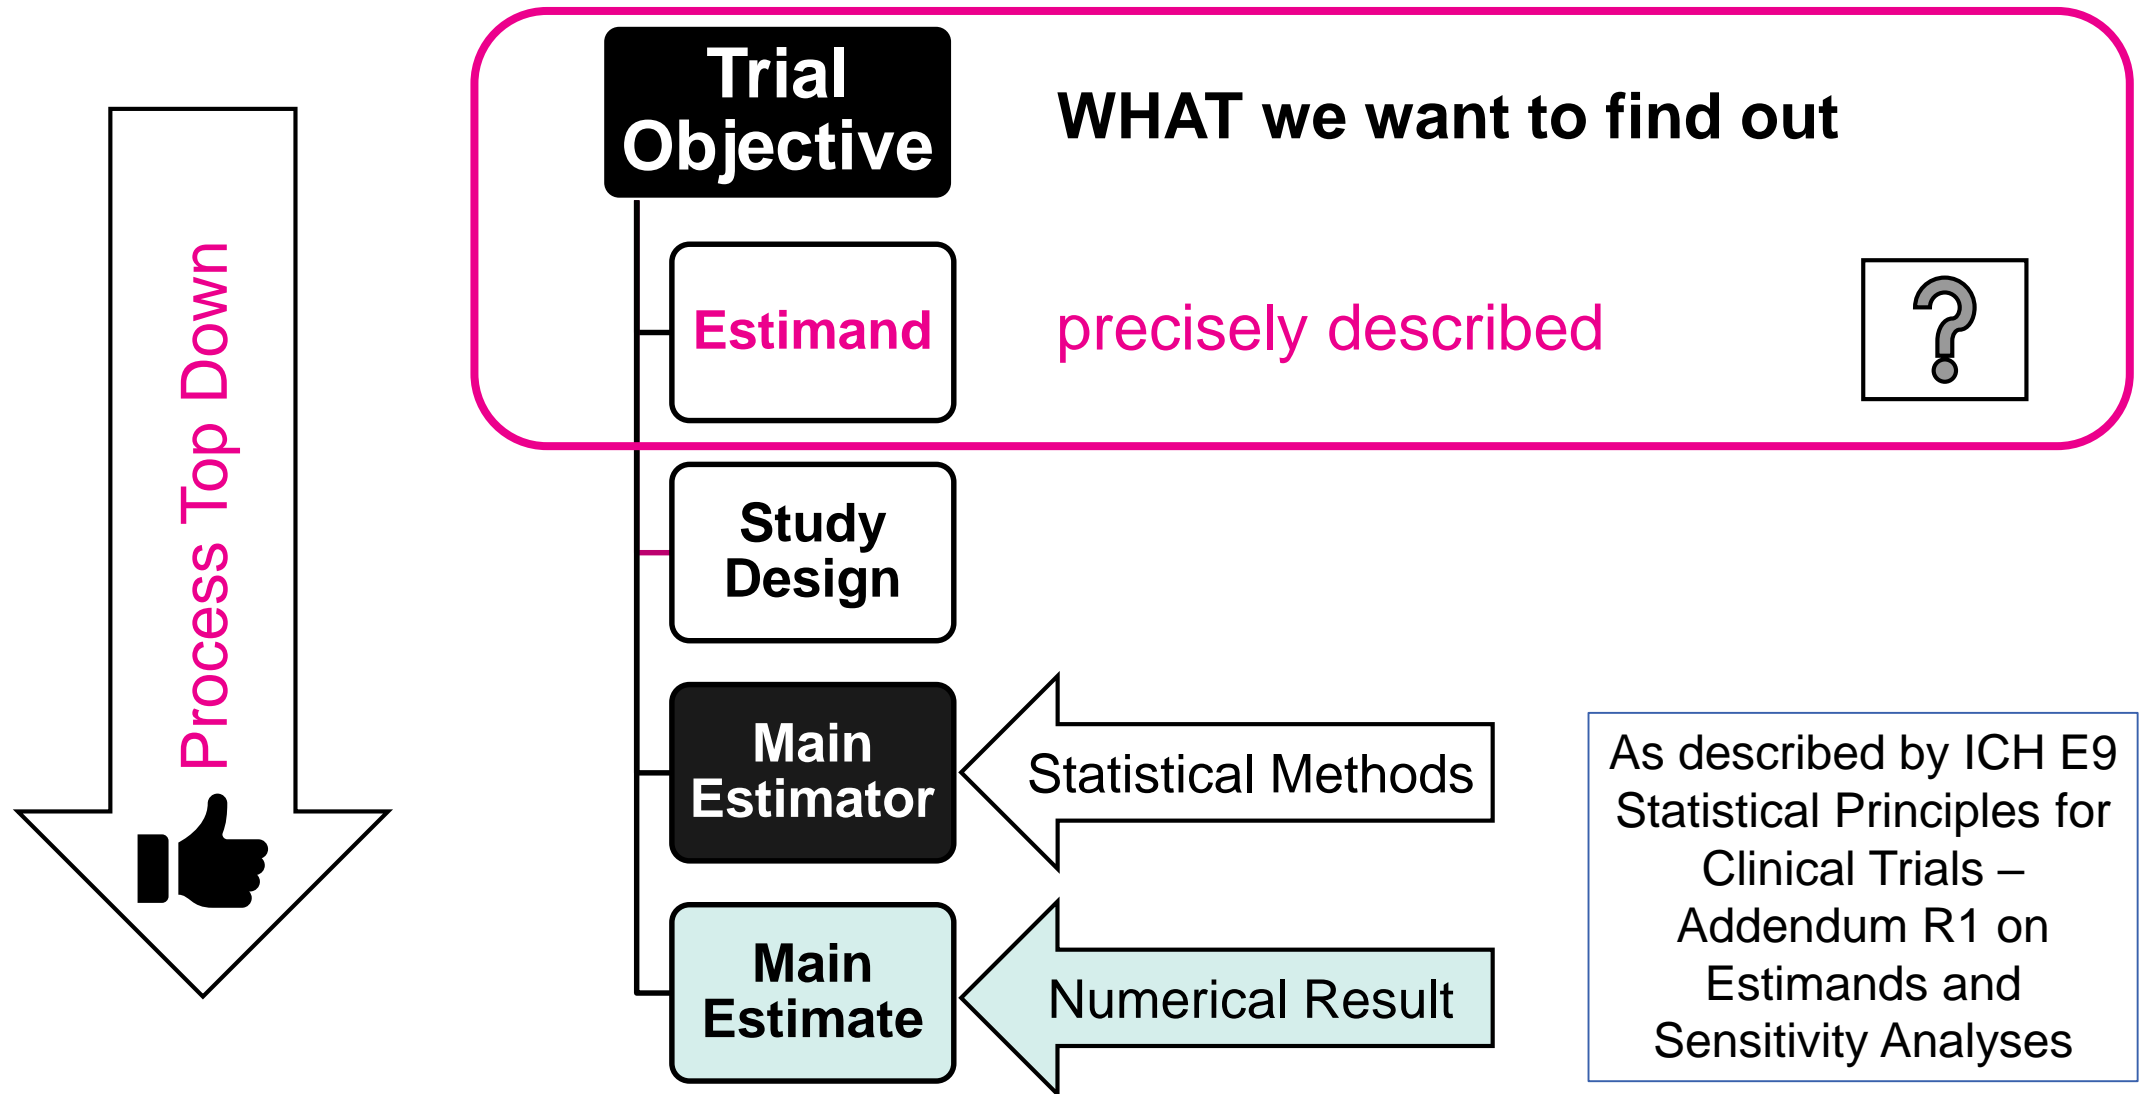 Process Top Down
Trial
Objective
WHAT we want to find out
Estimand
precisely described
?
Study
Design
Main
Estimator
Statistical Methods
Main
Estimate
Numerical Result
As described by ICH E9
Statistical Principles for
Clinical Trials –
Addendum R1 on
Estimands and
Sensitivity Analyses